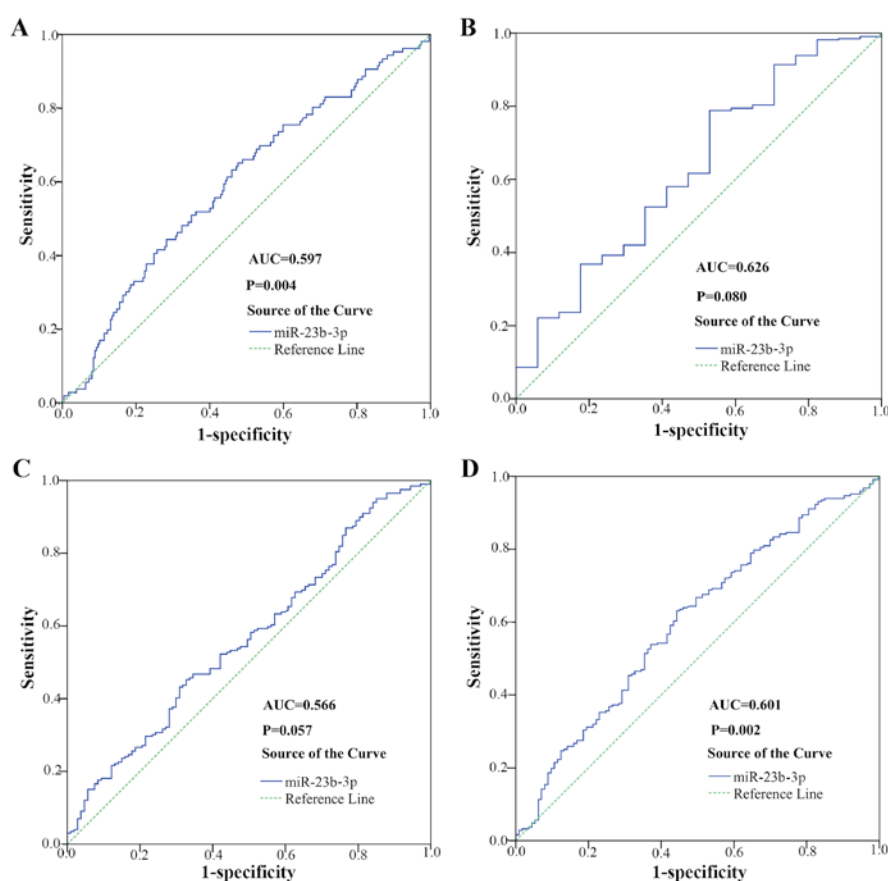 A
1.0
0.8
0.6
0.4
0.2
0.0
Sensitivity
0.0
0.2
0.4
0.6
0.8
1.0
1-specificity
AUC=0.597
P=0.004
Source of the Curve
miR-23b-3p
Reference Line
B
1.0
0.8
0.6
0.4
0.2
0.0
Sensitivity
0.0
0.2
0.4
0.6
0.8
1.0
1-specificity
AUC=0.626
P=0.080
Source of the Curve
miR-23b-3p
Reference Line
C
1.0
0.8
0.6
0.4
0.2
0.0
Sensitivity
0.0
0.2
0.4
0.6
0.8
1.0
1-specificity
AUC=0.566
P=0.057
Source of the Curve
miR-23b-3p
Reference Line
D
1.0
0.8
0.6
0.4
0.2
0.0
Sensitivity
0.0
0.2
0.4
0.6
0.8
1.0
1-specificity
AUC=0.601
P=0.002
Source of the Curve
miR-23b-3p
Reference Line